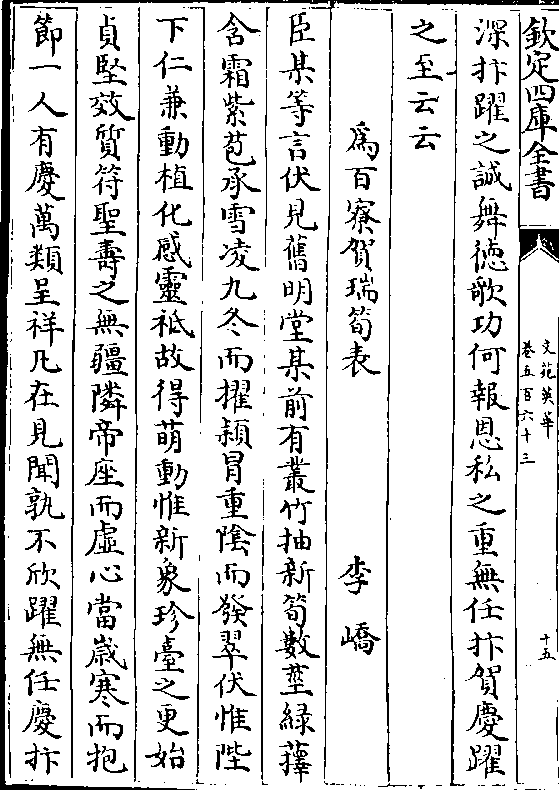 欽定四庫全書
文苑英華
卷五百六十三
十五
深抃躍之誠舞德歌功何報恩私之重無任抃賀慶躍
之至云云
爲百寮賀瑞筍表
李嶠
臣某等言伏見舊明堂某前有叢竹抽新筍數莖綠蘀
含霜紫苞承雪凌九冬而擢頴冐重陰而發翠伏惟陛
下仁兼動植化感靈祗故得萌動惟新象珍臺之更始
貞堅效質符聖壽之無疆隣帝座而虛心當嵗寒而抱
節一人有慶萬類呈祥凡在見聞孰不欣躍無任慶抃